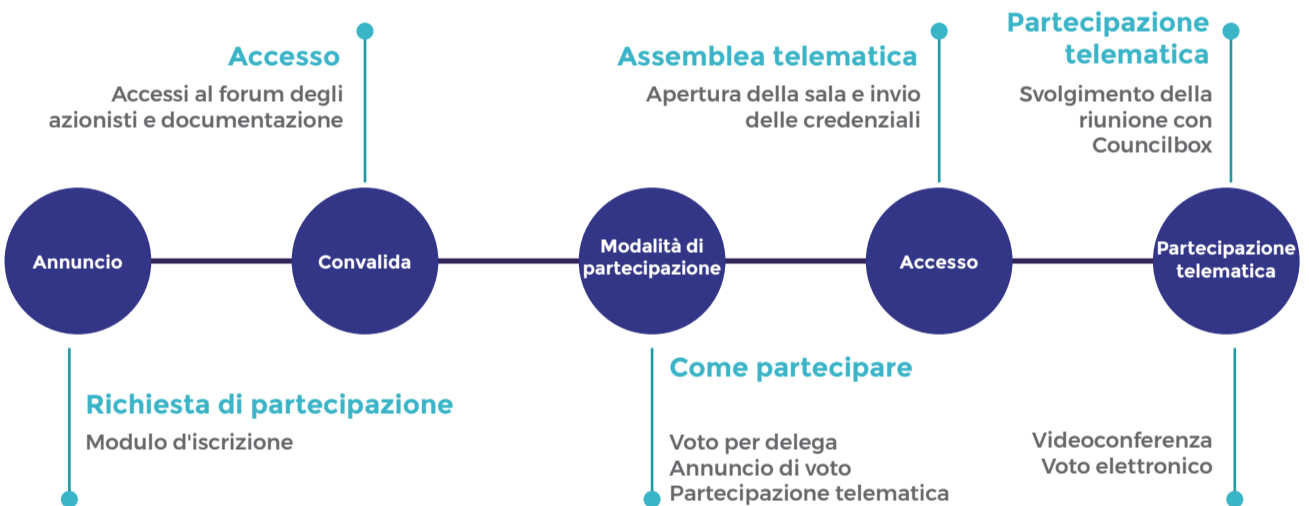 Accesso
Accessi al forum degli
azionisti e documentazione
Assemblea telematica
Apertura della sala e invio
delle credenziali
Partecipazione
telematica
Svolgimento della
riunione con
Councilbox
Annuncio
Convalida
Modalità di
partecipazione
Accesso
Partecipazione
telematica
Richiesta di partecipazione
Modulo d'iscrizione
Come partecipare
Voto per delega
Annuncio di voto
Partecipazione telematica
Videoconferenza
Voto elettronico